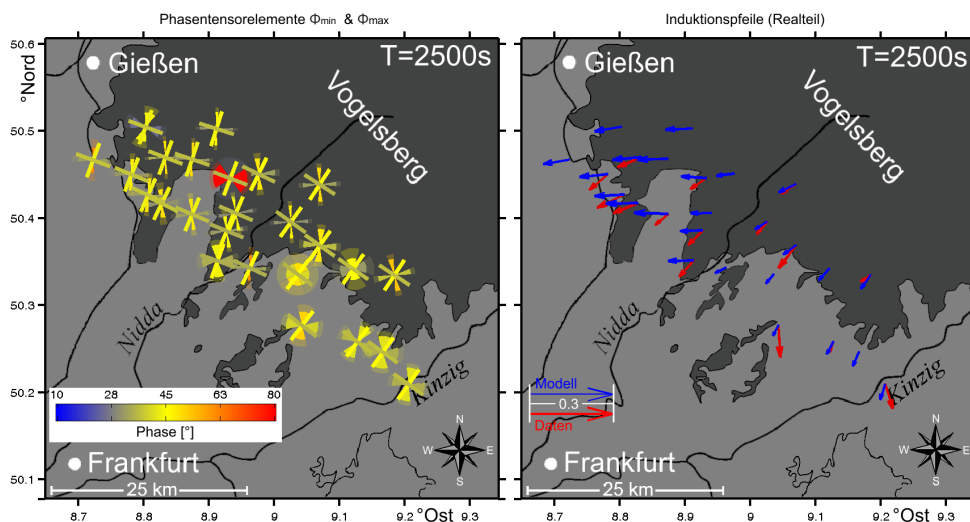 Phasentensorelemente Φmin & Φmax
Induktionspfeile (Realteil)
50.6
50.5
50.4
50.3
50.2
50.1
°Nord
Gießen
T=2500s
Vogelsberg
Nidda
Kinzig
10 28 45 63 80
Phase [°]
Frankfurt
25 km
N
W E
S
8.7 8.8 8.9 9 9.1 9.2 9.3
°Ost
Gießen
T=2500s
Vogelsberg
Nidda
Kinzig
Modell
0.3
Daten
Frankfurt
25 km
N
W E
S
8.7 8.8 8.9 9 9.1 9.2 9.3
°Ost